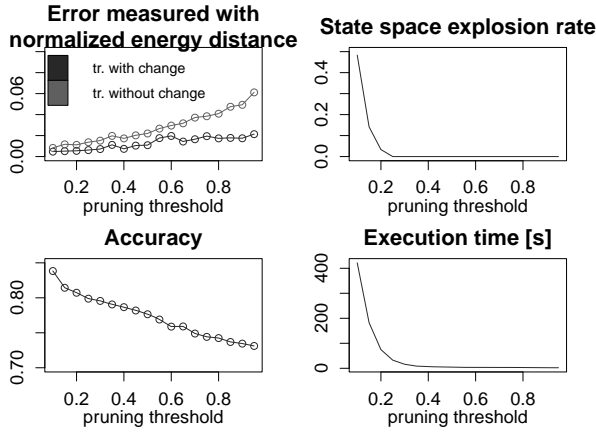 Error measured with
normalized energy distance
tr. with change
tr. without change
0.00
0.06
0.2 0.4 0.6 0.8
pruning threshold
State space explosion rate
0.0
0.2
0.4
0.2 0.4 0.6 0.8
pruning threshold
Accuracy
0.70
0.80
0.2 0.4 0.6 0.8
pruning threshold
Execution time [s]
0
200
400
0.2 0.4 0.6 0.8
pruning threshold